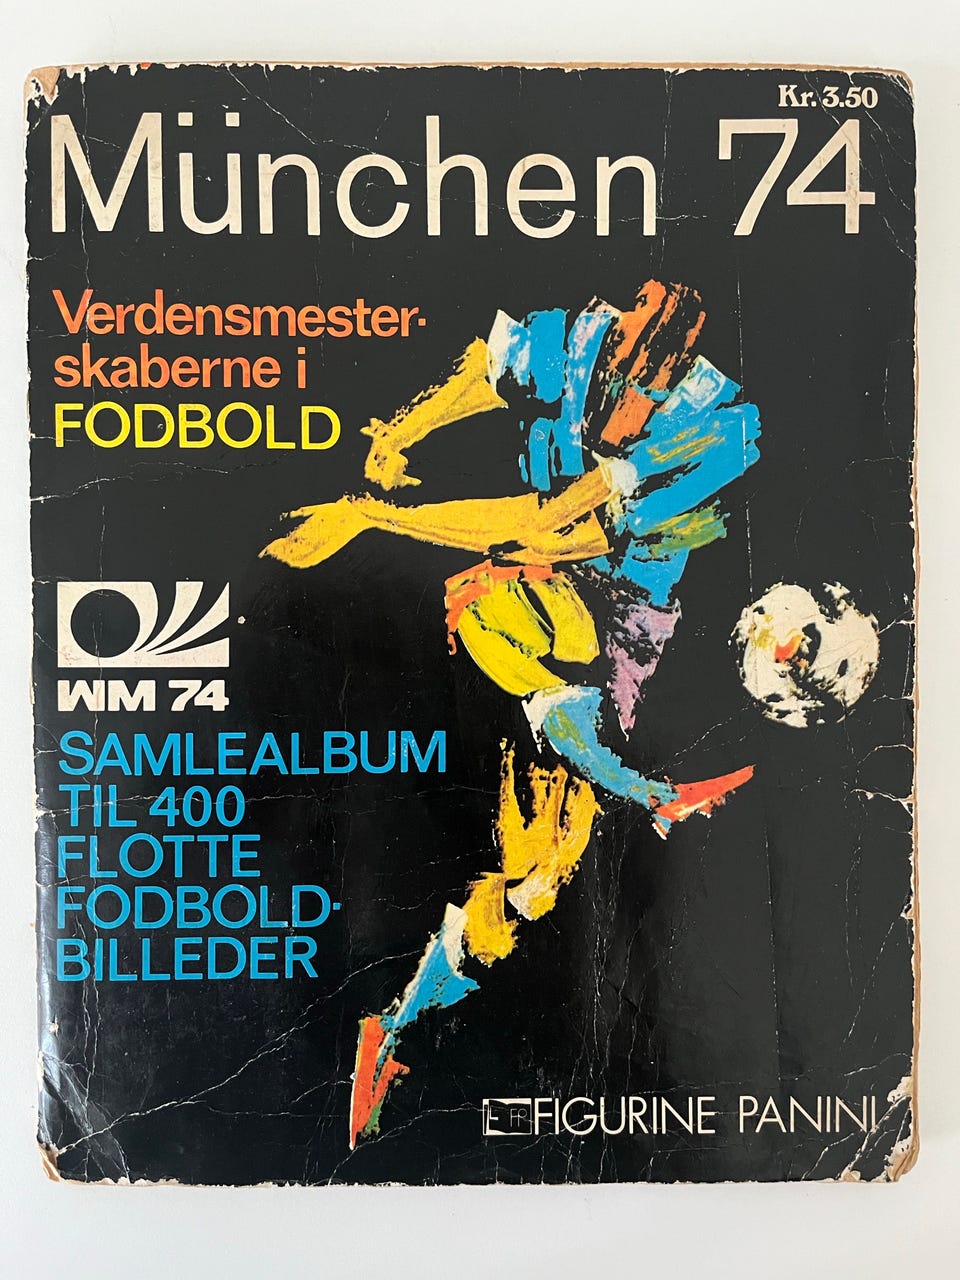 Kr. 3.50
München 74
Verdensmester-
skaberne i
FODBOLD
WM 74
SAMLEALBUM
TIL 400
FLOTTE
FODBOLD-
BILLEDER
FIGURINE PANINI